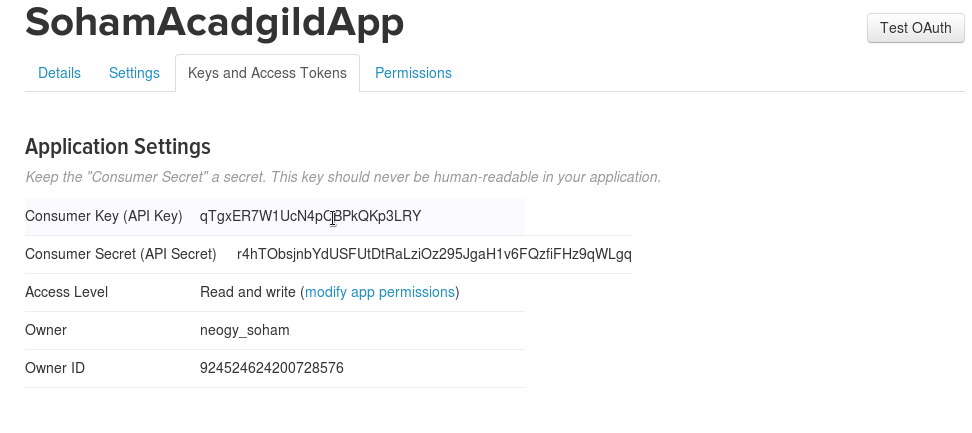 SohamAcadgildApp
Test OAuth
Details Settings Keys and Access Tokens Permissions
Application Settings
Keep the "Consumer Secret" a secret. This key should never be human-readable in your application.
Consumer Key (API Key)
Consumer Secret (API Secret) r4hTObsjnbYdUSFUtDtRaLziOz295JgaH1v6FQzfiFHz9qWLgq
Access Level Read and write (modify app permissions)
Owner neogy_soham
Owner ID 924524624200728576